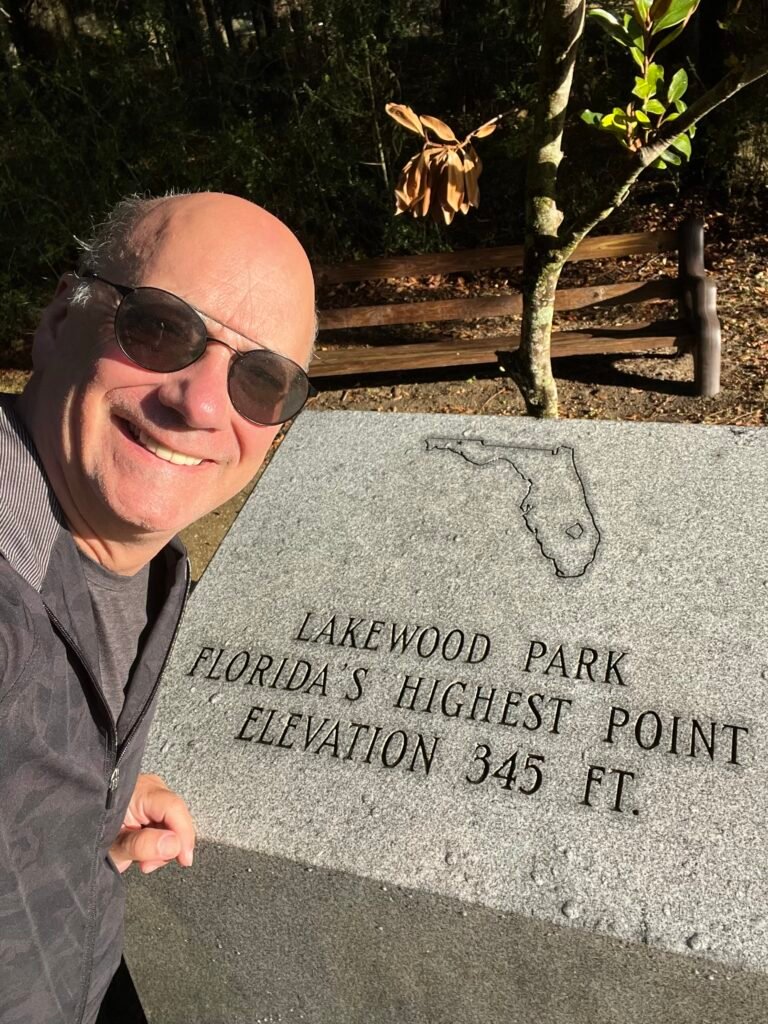 LAKEWOOD PARK
FLORIDA'S HIGHEST POINT
ELEVATION 345 FT.